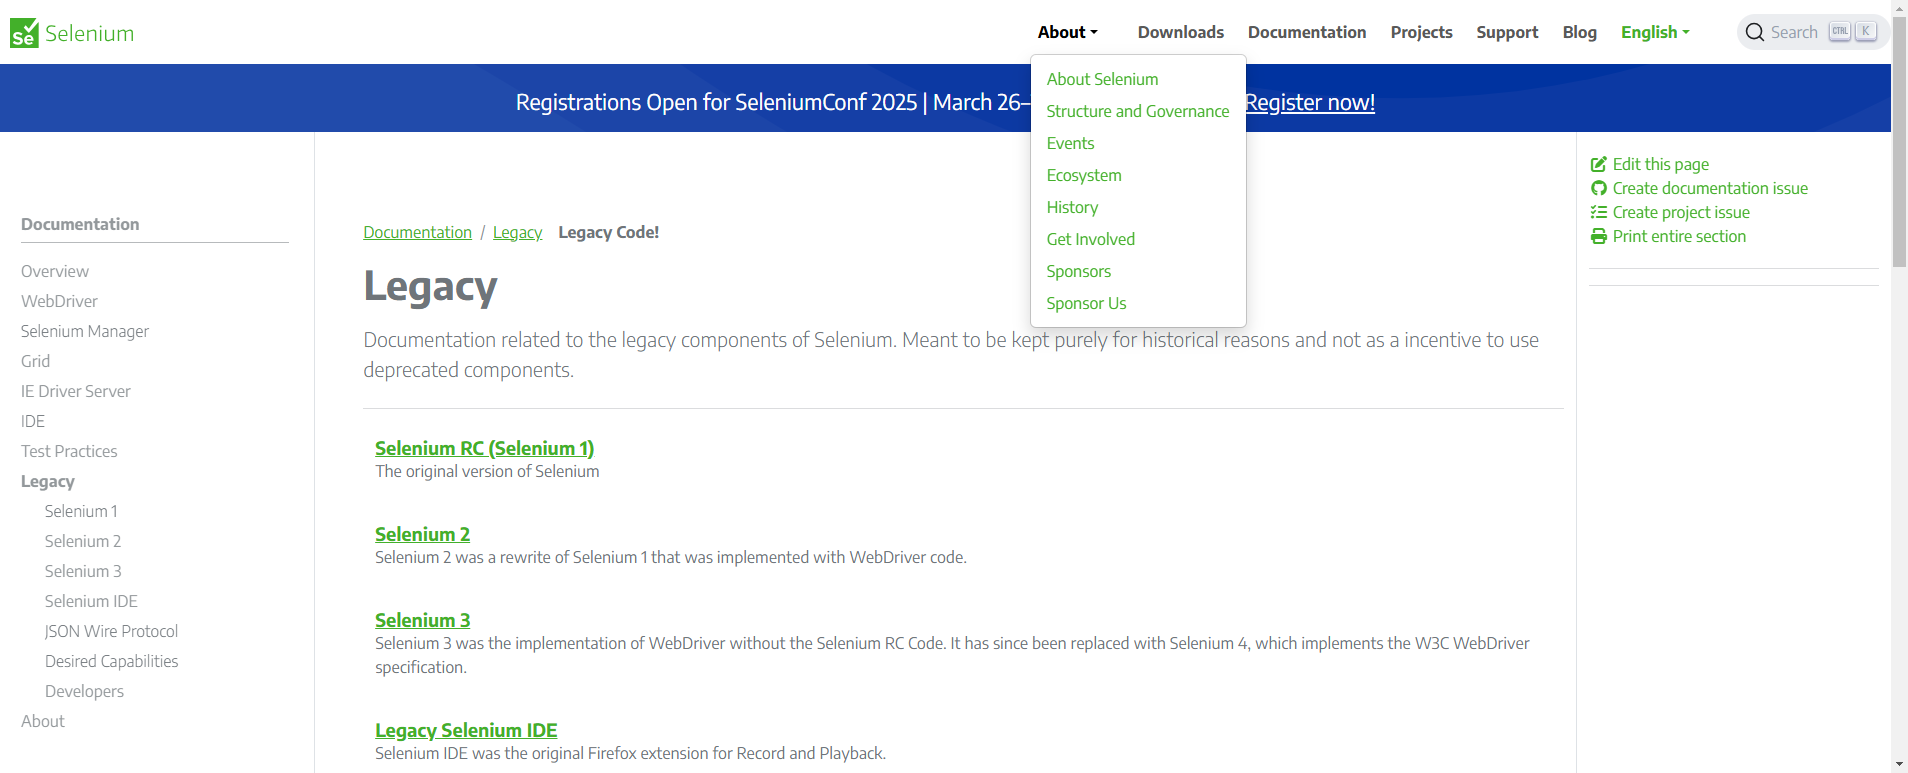 Selenium
About
Downloads
Documentation
Projects
Support
Blog
English
Search
CTRL
K
About Selenium
Structure and Governance
Events
Ecosystem
History
Get Involved
Sponsors
Sponsor Us
Registrations Open for SeleniumConf 2025 | March 26–
Register now!
Documentation
Overview
WebDriver
Selenium Manager
Grid
IE Driver Server
IDE
Test Practices
Legacy
Selenium 1
Selenium 2
Selenium 3
Selenium IDE
JSON Wire Protocol
Desired Capabilities
Developers
About
Documentation / Legacy Legacy Code!
Legacy
Documentation related to the legacy components of Selenium. Meant to be kept purely for historical reasons and not as a incentive to use
deprecated components.
Selenium RC (Selenium 1)
The original version of Selenium
Selenium 2
Selenium 2 was a rewrite of Selenium 1 that was implemented with WebDriver code.
Selenium 3
Selenium 3 was the implementation of WebDriver without the Selenium RC Code. It has since been replaced with Selenium 4, which implements the W3C WebDriver
specification.
Legacy Selenium IDE
Selenium IDE was the original Firefox extension for Record and Playback.
Edit this page
Create documentation issue
Create project issue
Print entire section